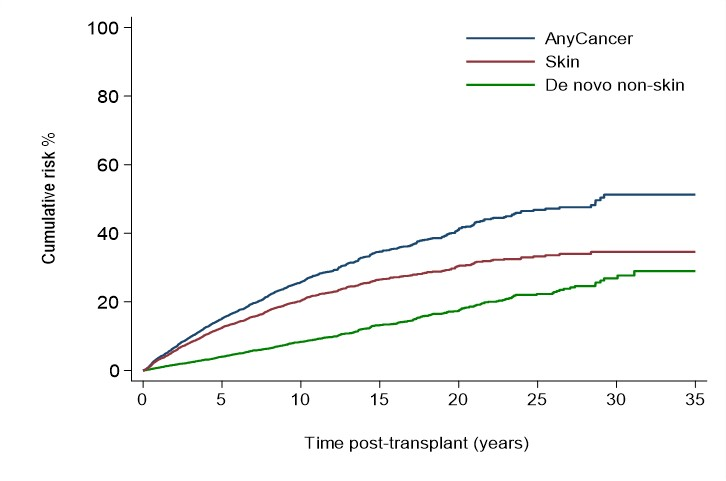 Cumulative risk %
100
80
60
40
20
0
AnyCancer
Skin
De novo non-skin
0 5 10 15 20 25 30 35
Time post-transplant (years)